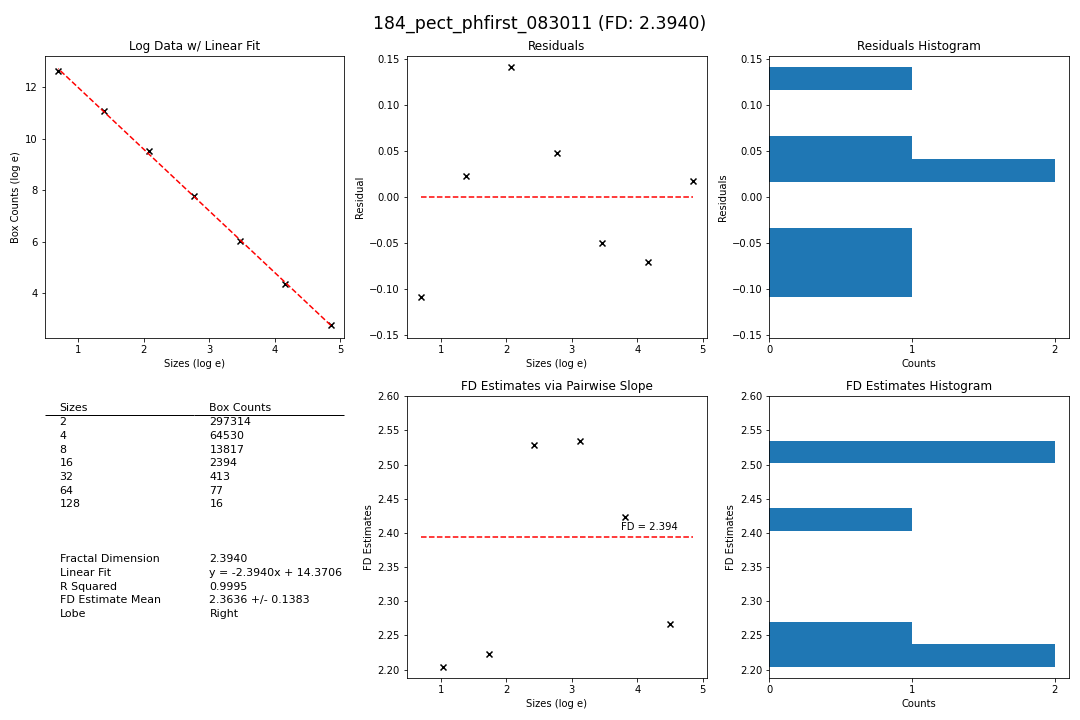 184_pect_phfirst_083011 (FD: 2.3940)
Log Data w/ Linear Fit
12
10
8
6
4
Box Counts (log e)
1 2 3 4 5
Sizes (log e)
Residuals
0.15
0.10
0.05
0.00
−0.05
−0.10
−0.15
Residual
1 2 3 4 5
Sizes (log e)
Residuals Histogram
0.15
0.10
0.05
0.00
−0.05
−0.10
−0.15
Residuals
0 1 2
Counts
Sizes Box Counts
2 297314
4 64530
8 13817
16 2394
32 413
64 77
128 16
Fractal Dimension 2.3940
Linear Fit y = -2.3940x + 14.3706
R Squared 0.9995
FD Estimate Mean 2.3636 +/- 0.1383
Lobe Right
FD Estimates via Pairwise Slope
2.60
2.55
2.50
2.45
2.40
2.35
2.30
2.25
2.20
FD Estimates
FD = 2.394
1 2 3 4 5
Sizes (log e)
FD Estimates Histogram
2.60
2.55
2.50
2.45
2.40
2.35
2.30
2.25
2.20
FD Estimates
0 1 2
Counts